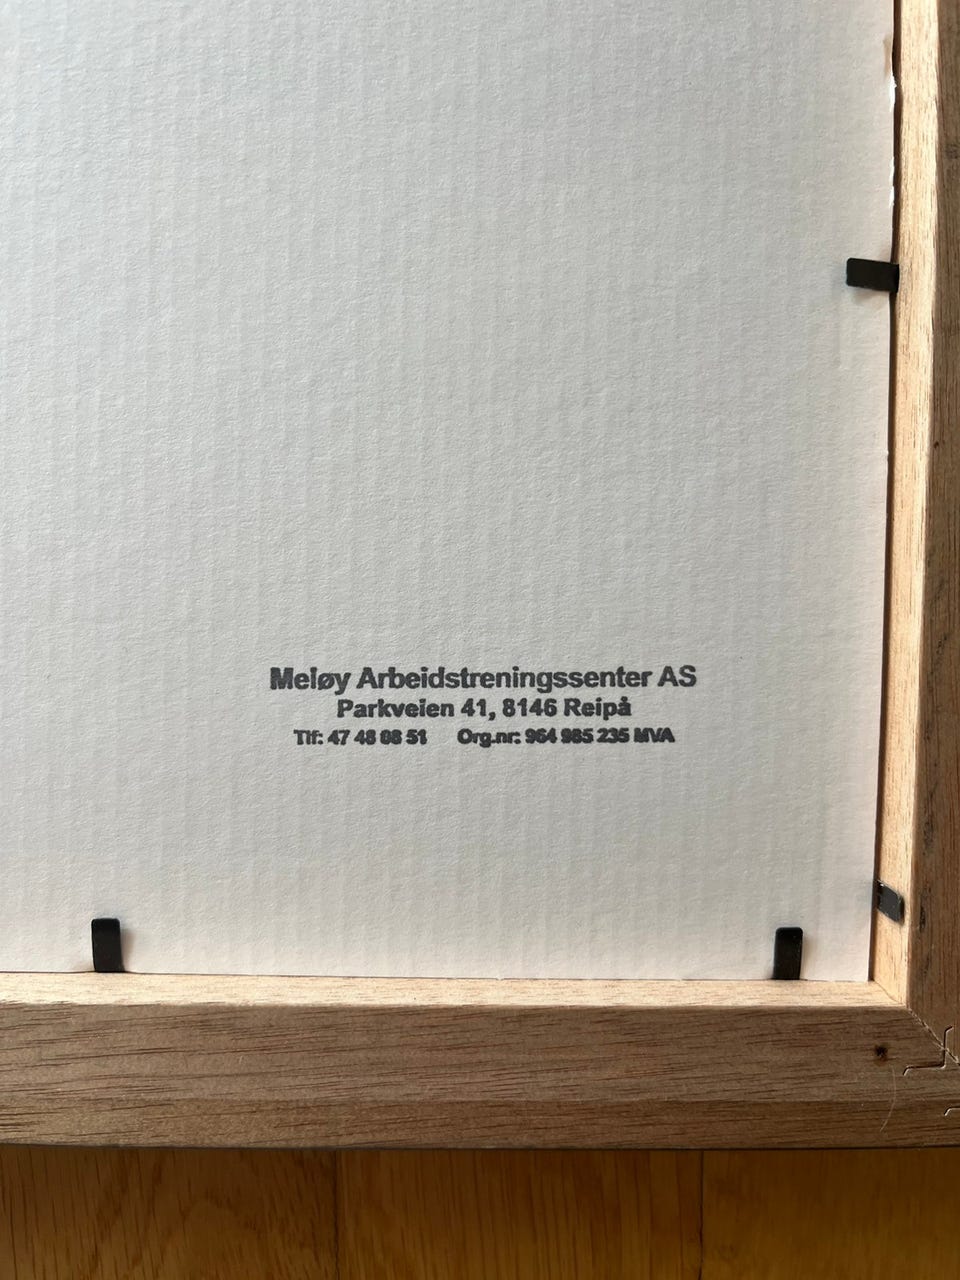 Meløy Arbeidstreningssenter AS
Parkveien 41, 8146 Reipå
Tlf: 47 48 08 51 Org.nr: 964 985 235 MVA